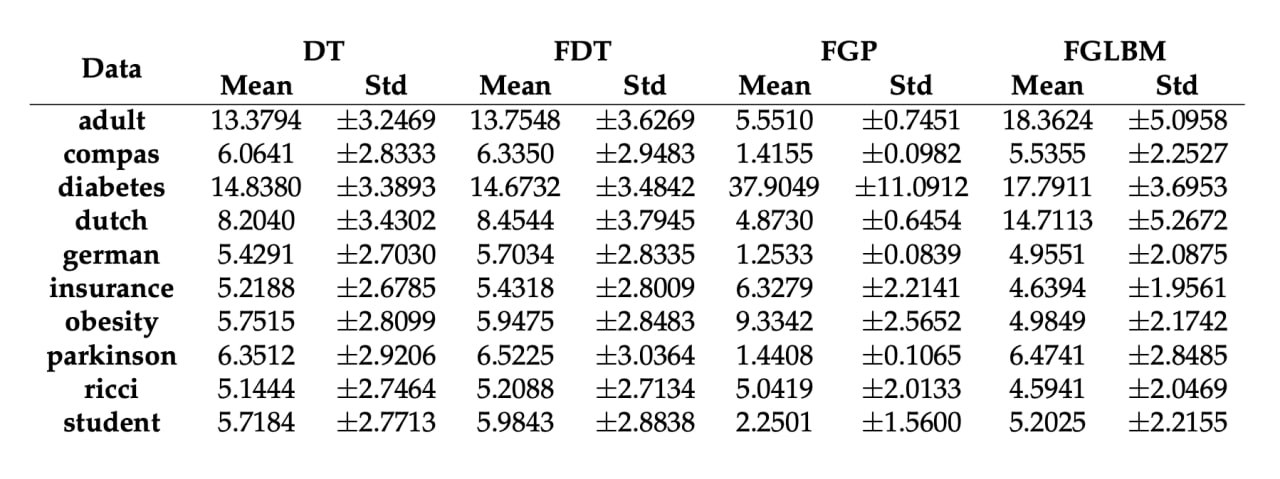 Data DT FDT FGP FGLBM
Mean Std Mean Std Mean Std Mean Std
adult 13.3794 ±3.2469 13.7548 ±3.6269 5.5510 ±0.7451 18.3624 ±5.0958
compas 6.0641 ±2.8333 6.3350 ±2.9483 1.4155 ±0.0982 5.5355 ±2.2527
diabetes 14.8380 ±3.3893 14.6732 ±3.4842 37.9049 ±11.0912 17.7911 ±3.6953
dutch 8.2040 ±3.4302 8.4544 ±3.7945 4.8730 ±0.6454 14.7113 ±5.2672
german 5.4291 ±2.7030 5.7034 ±2.8335 1.2533 ±0.0839 4.9551 ±2.0875
insurance 5.2188 ±2.6785 5.4318 ±2.8009 6.3279 ±2.2141 4.6394 ±1.9561
obesity 5.7515 ±2.8099 5.9475 ±2.8483 9.3342 ±2.5652 4.9849 ±2.1742
parkinson 6.3512 ±2.9206 6.5225 ±3.0364 1.4408 ±0.1065 6.4741 ±2.8485
ricci 5.1444 ±2.7464 5.2088 ±2.7134 5.0419 ±2.0133 4.5941 ±2.0469
student 5.7184 ±2.7713 5.9843 ±2.8838 2.2501 ±1.5600 5.2025 ±2.2155